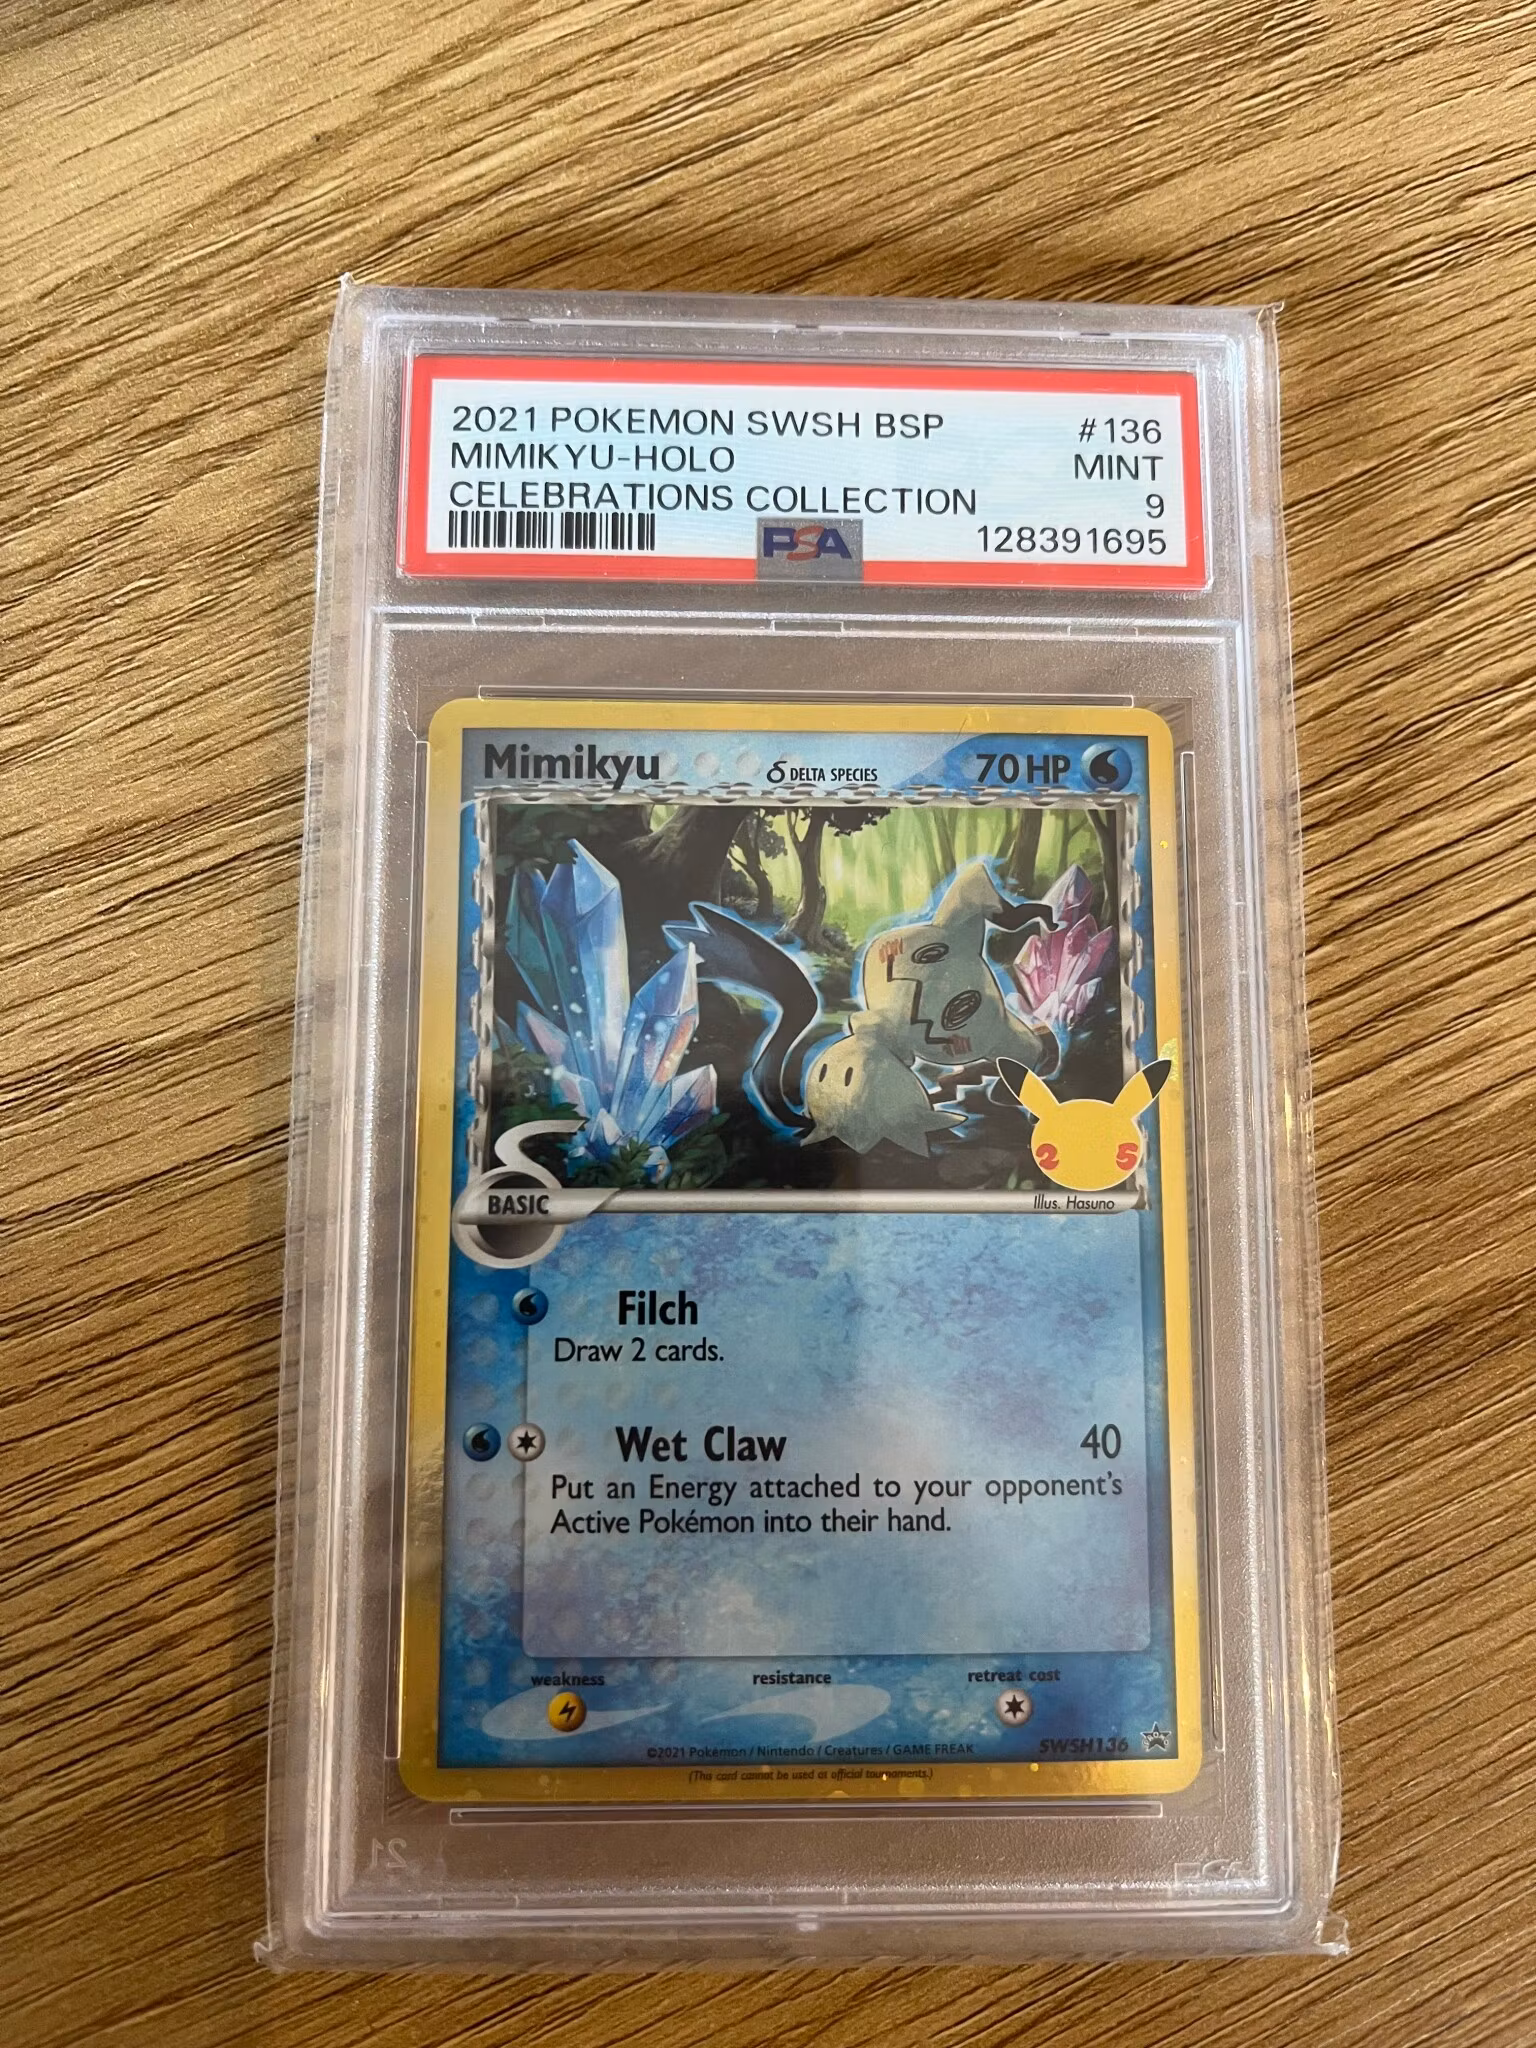 2021 POKEMON SWSH BSP #136
MIMIKYU-HOLO MINT
CELEBRATIONS COLLECTION 9
PSA 128391695
Mimikyu δ DELTA SPECIES 70 HP
25
BASIC
Illus. Hasuno
Filch
Draw 2 cards.
Wet Claw 40
Put an Energy attached to your opponent's
Active Pokémon into their hand.
weakness resistance retreat cost
©2021 Pokémon / Nintendo / Creatures / GAME FREAK SWSH136
(This card cannot be used at official tournaments.)
21 PSA